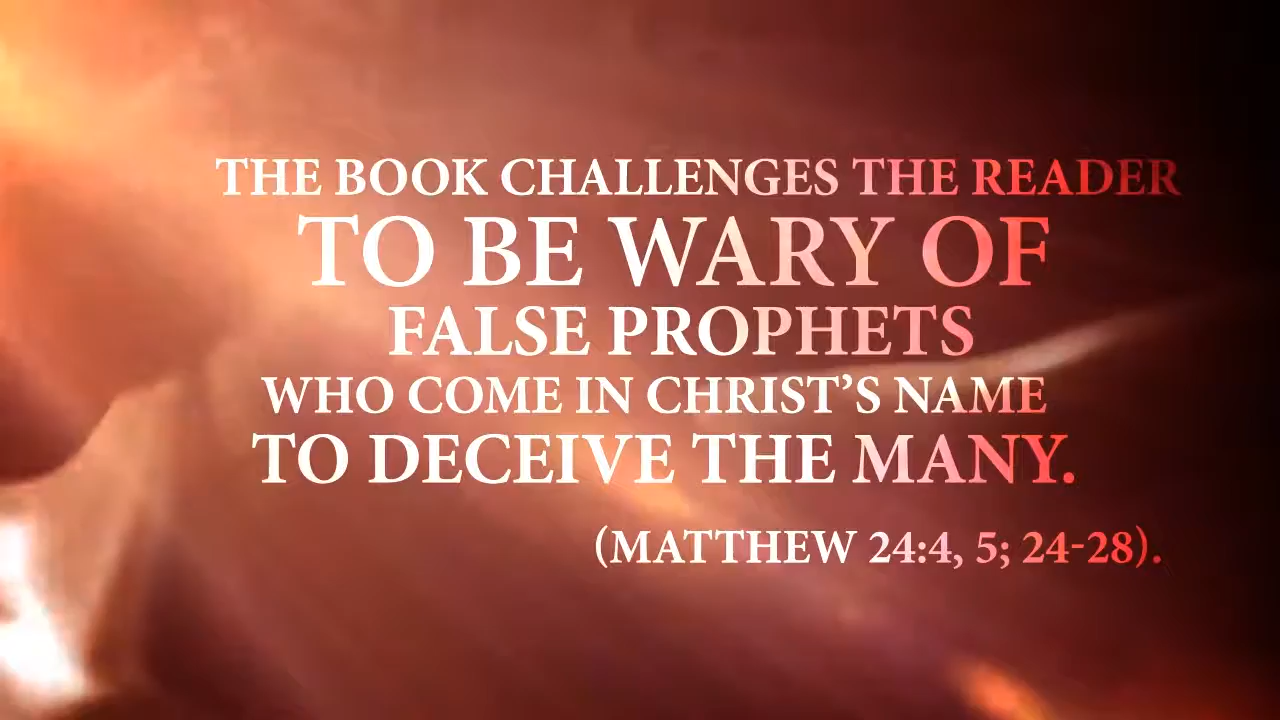 THE BOOK CHALLENGES THE READER
TO BE WARY OF
FALSE PROPHETS
WHO COME IN CHRIST’S NAME
TO DECEIVE THE MANY.
(MATTHEW 24:4, 5; 24-28).